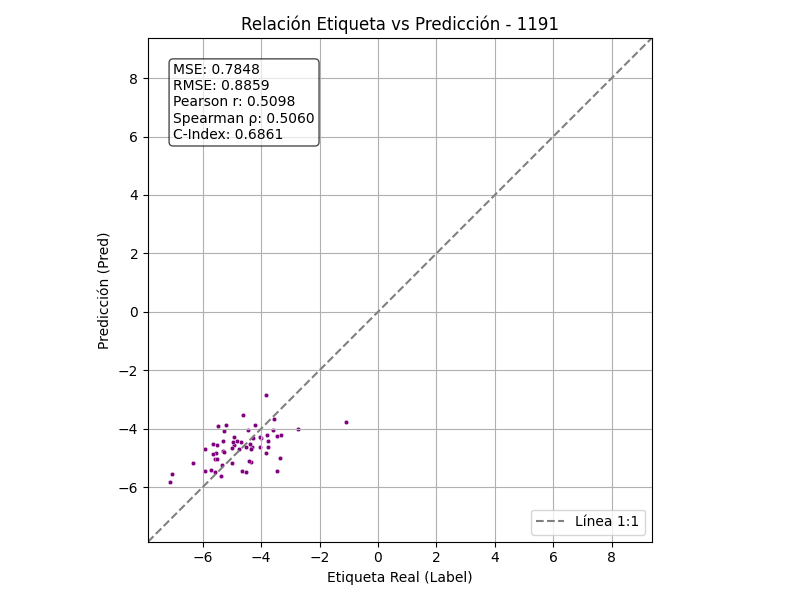 Relación Etiqueta vs Predicción - 1191
MSE: 0.7848
RMSE: 0.8859
Pearson r: 0.5098
Spearman ρ: 0.5060
C-Index: 0.6861
Predicción (Pred)
8
6
4
2
0
−2
−4
−6
−6 −4 −2 0 2 4 6 8
Línea 1:1
Etiqueta Real (Label)